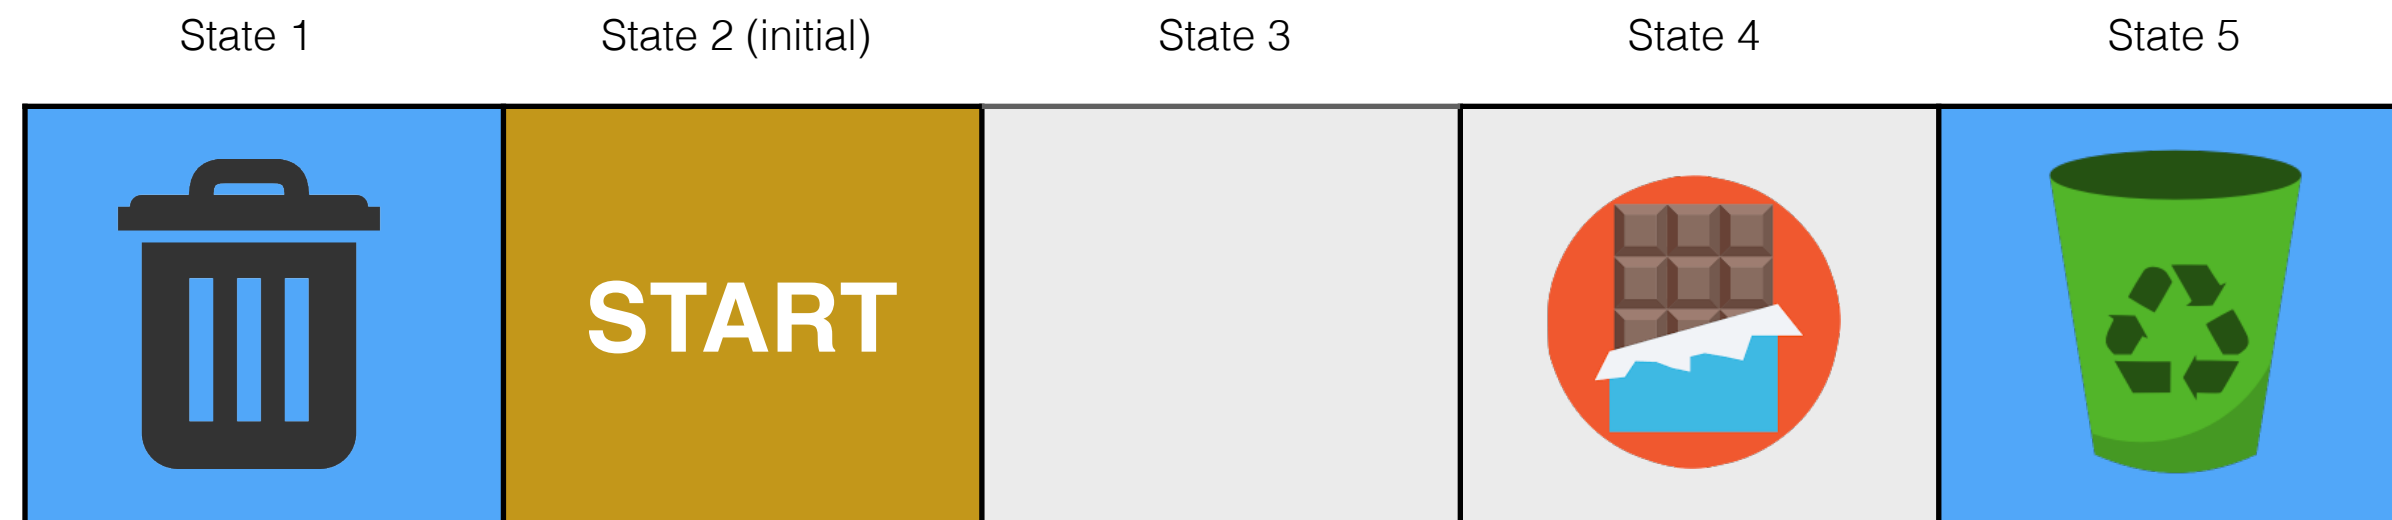 State 1
State 2 (initial)
State 3
State 4
State 5
START